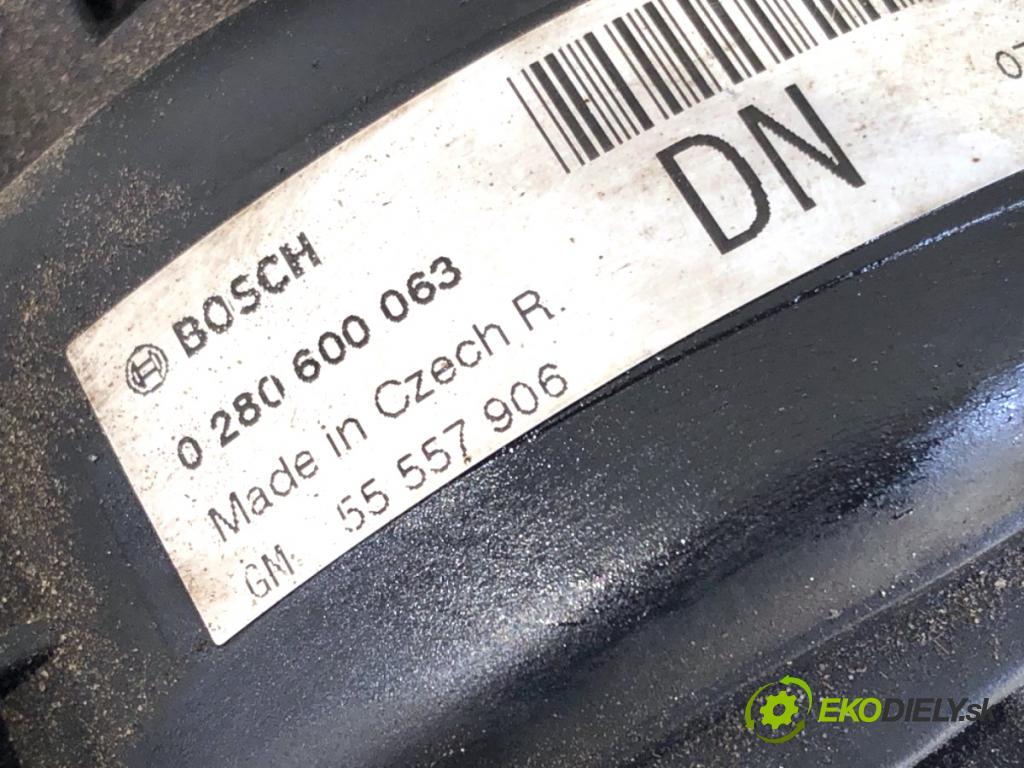 BOSCH
0 280 600 063
Made in Czech R.
GM: 55 557 906
DN
EKODIELY.sk